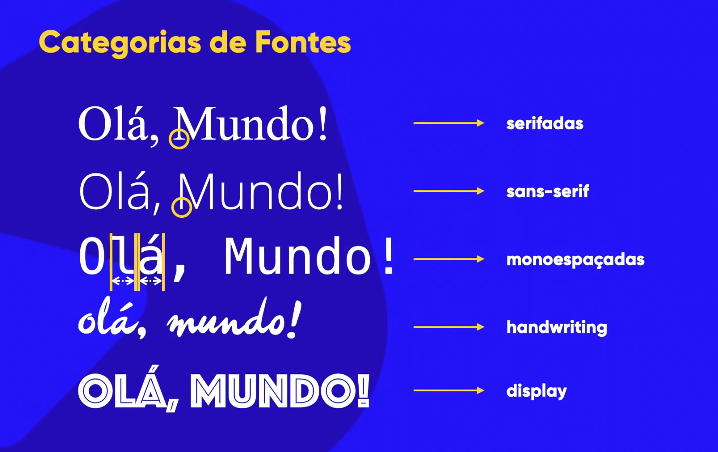 Categorias de Fontes
Olá, Mundo! serifadas
Olá, Mundo! sans-serif
Olá, Mundo! monoespaçadas
olá, mundo! handwriting
OLÁ, MUNDO! display